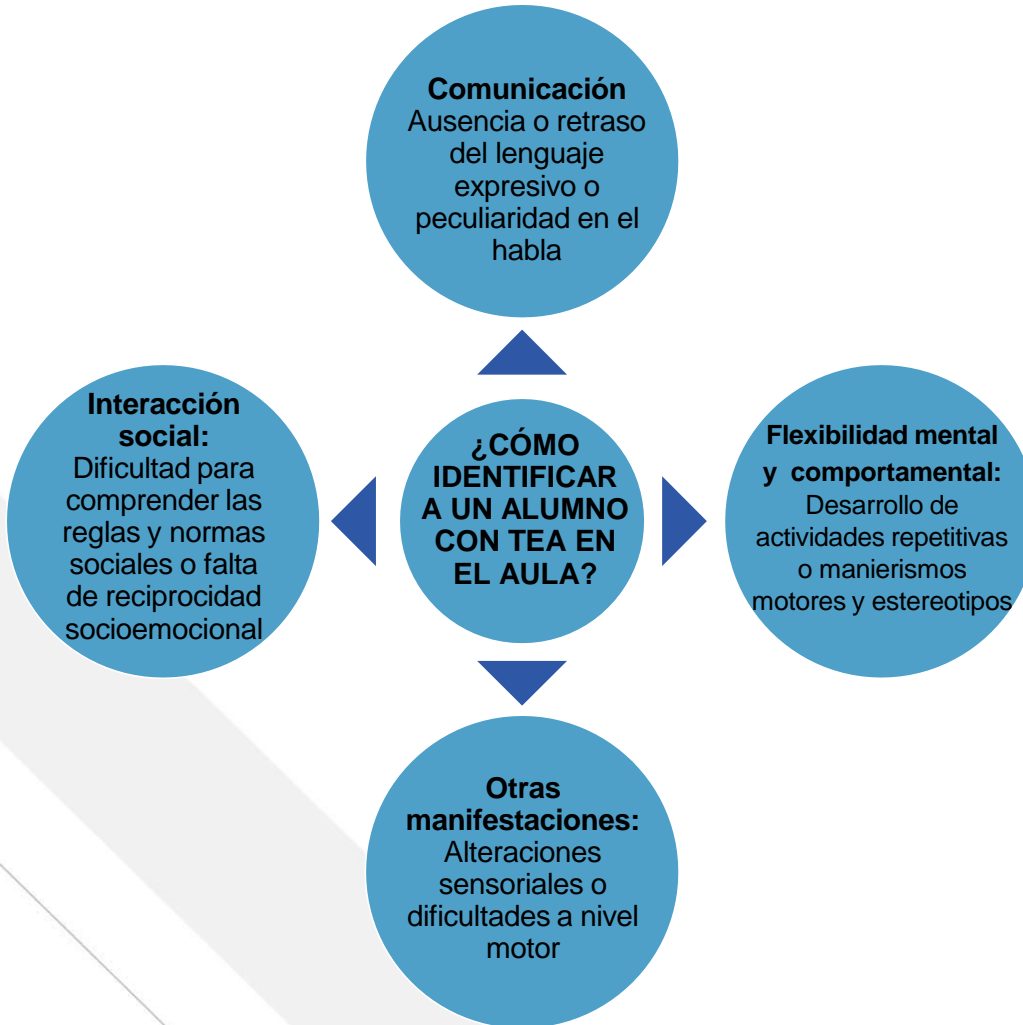 Comunicación
Ausencia o retraso
del lenguaje
expresivo o
peculiaridad en el
habla
Interacción
social:
Dificultad para
comprender las
reglas y normas
sociales o falta
de reciprocidad
socioemocional
¿CÓMO
IDENTIFICAR
A UN ALUMNO
CON TEA EN
EL AULA?
Flexibilidad mental
y comportamental:
Desarrollo de
actividades repetitivas
o manierismos
motores y estereotipos
Otras
manifestaciones:
Alteraciones
sensoriales o
dificultades a nivel
motor